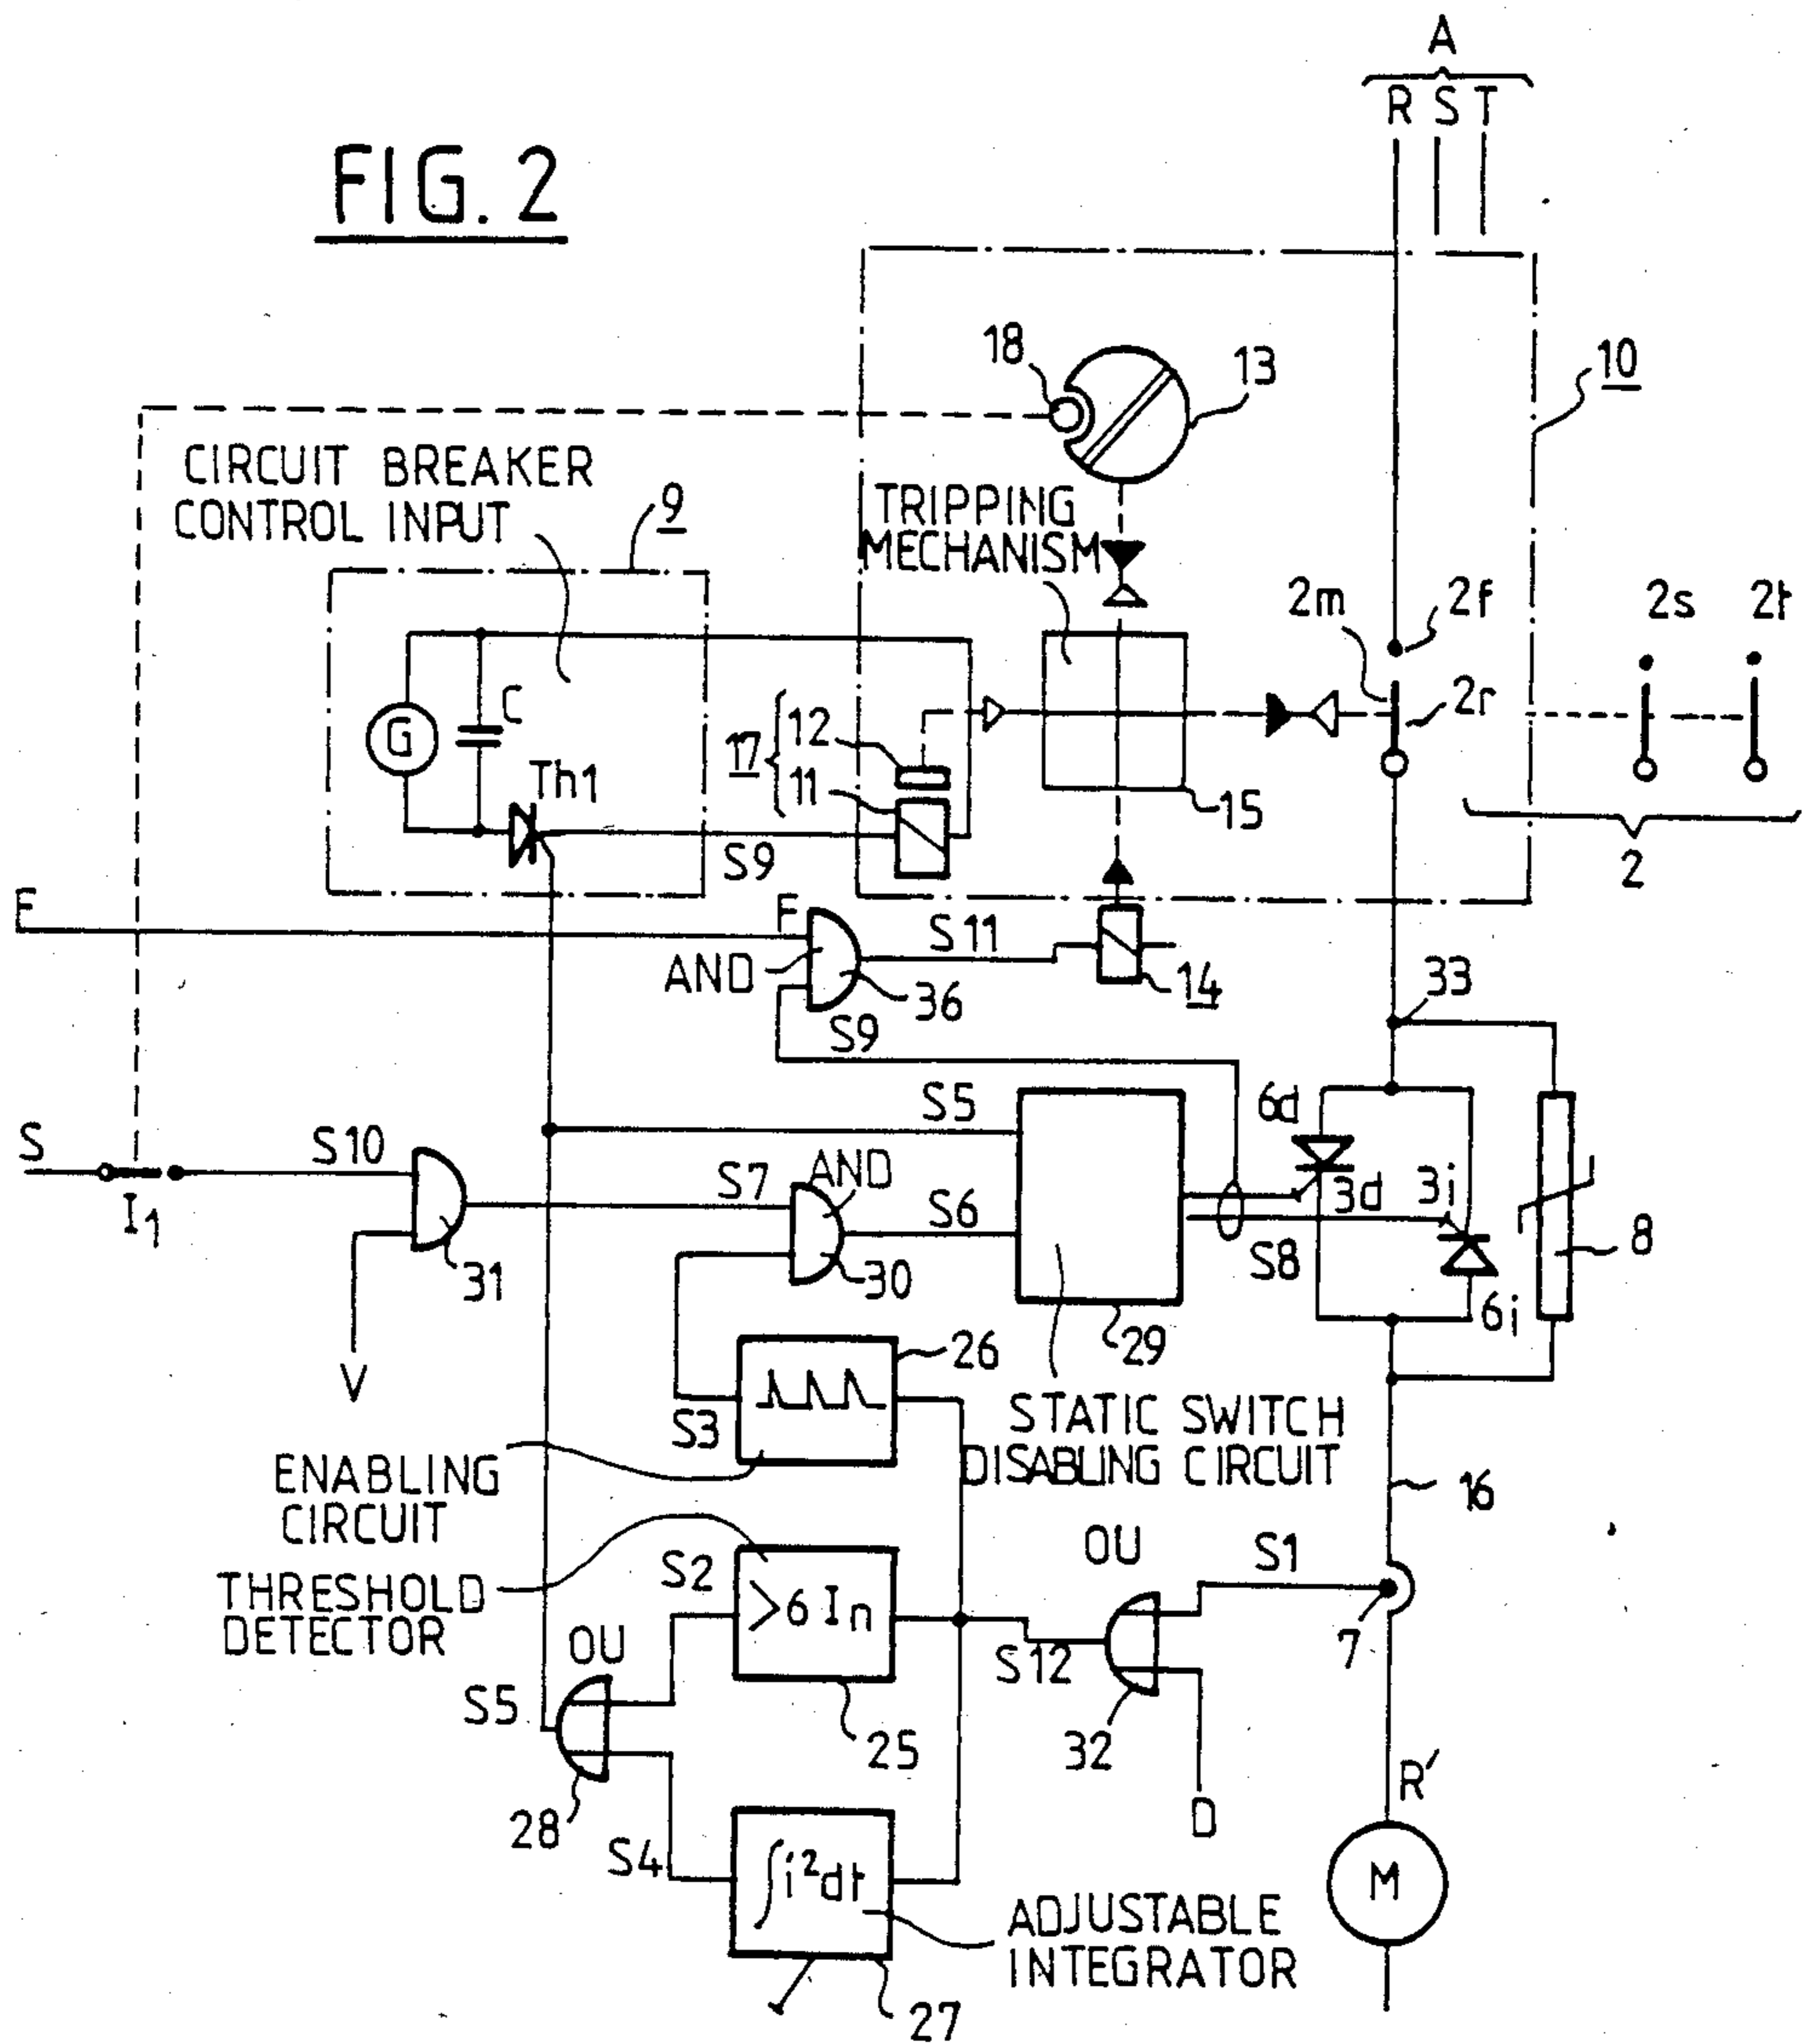 A
R S T
FIG. 2
18
13
10
CIRCUIT BREAKER
CONTROL INPUT
9
TRIPPING
MECHANISM
2m
2f
2s
2t
C
2r
G
17
12
11
Th1
15
2
S9
E
F
S11
AND
36
14
33
S9
S5
6d
S
S10
S7
AND
3d
3i
I1
S6
31
30
S8
8
6i
V
26
29
S3
STATIC SWITCH
DISABLING CIRCUIT
ENABLING
CIRCUIT
16
OU
S1
THRESHOLD
DETECTOR
S2
>6 In
OU
S12
7
S5
25
32
R'
28
D
S4
∫i²dt
M
ADJUSTABLE
INTEGRATOR
27